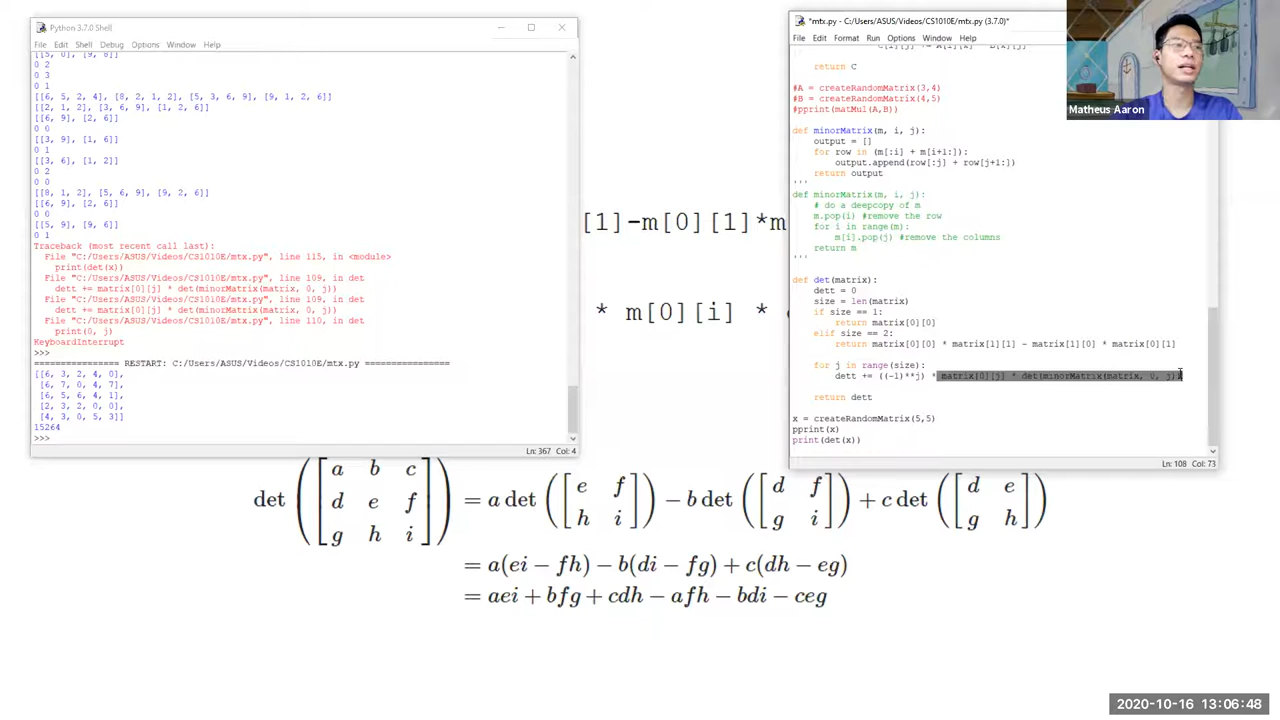 Python 3.7.0 Shell
File Edit Shell Debug Options Window Help
[[5, 0], [9, 8]]
0 2
0 3
0 1
[[6, 5, 2, 4], [8, 2, 1, 2], [5, 3, 6, 9], [9, 1, 2, 6]]
[[2, 1, 2], [3, 6, 9], [1, 2, 6]]
[[6, 9], [2, 6]]
0 0
[[3, 9], [1, 6]]
0 1
[[3, 6], [1, 2]]
0 2
0 0
[[8, 1, 2], [5, 6, 9], [9, 2, 6]]
[[6, 9], [2, 6]]
0 0
[[5, 9], [9, 6]]
0 1
Traceback (most recent call last):
File "C:/Users/ASUS/Videos/CS1010E/mtx.py", line 115, in <module>
print(det(x))
File "C:/Users/ASUS/Videos/CS1010E/mtx.py", line 109, in det
dett += matrix[0][j] * det(minorMatrix(matrix, 0, j))
File "C:/Users/ASUS/Videos/CS1010E/mtx.py", line 109, in det
dett += matrix[0][j] * det(minorMatrix(matrix, 0, j))
File "C:/Users/ASUS/Videos/CS1010E/mtx.py", line 110, in det
print(0, j)
KeyboardInterrupt
>>>
=============== RESTART: C:/Users/ASUS/Videos/CS1010E/mtx.py ===============
[[6, 3, 2, 4, 0],
[6, 7, 0, 4, 7],
[6, 5, 6, 4, 1],
[2, 3, 2, 0, 0],
[4, 3, 0, 5, 3]]
15264
>>>
Ln: 367 Col: 4
[1]-m[0][1]*m
* m[0][i] *
*mtx.py - C:/Users/ASUS/Videos/CS1010E/mtx.py (3.7.0)*
File Edit Format Run Options Window Help
return C
#A = createRandomMatrix(3,4)
#B = createRandomMatrix(4,5)
#pprint(matMul(A,B))
def minorMatrix(m, i, j):
output = []
for row in (m[:i] + m[i+1:]):
output.append(row[:j] + row[j+1:])
return output
'''
def minorMatrix(m, i, j):
# do a deepcopy of m
m.pop(i) #remove the row
for i in range(m):
m[i].pop(j) #remove the columns
return m
'''
def det(matrix):
dett = 0
size = len(matrix)
if size == 1:
return matrix[0][0]
elif size == 2:
return matrix[0][0] * matrix[1][1] - matrix[1][0] * matrix[0][1]
for j in range(size):
dett += ((-1)**j) * matrix[0][j] * det(minorMatrix(matrix, 0, j))
return dett
x = createRandomMatrix(5,5)
pprint(x)
print(det(x))
Ln: 108 Col: 73
Matheus Aaron
det([a b c
d e f
g h i]) = a det([e f
h i]) − b det([d f
g i]) + c det([d e
g h])
= a(ei − fh) − b(di − fg) + c(dh − eg)
= aei + bfg + cdh − afh − bdi − ceg
2020-10-16 13:06:48